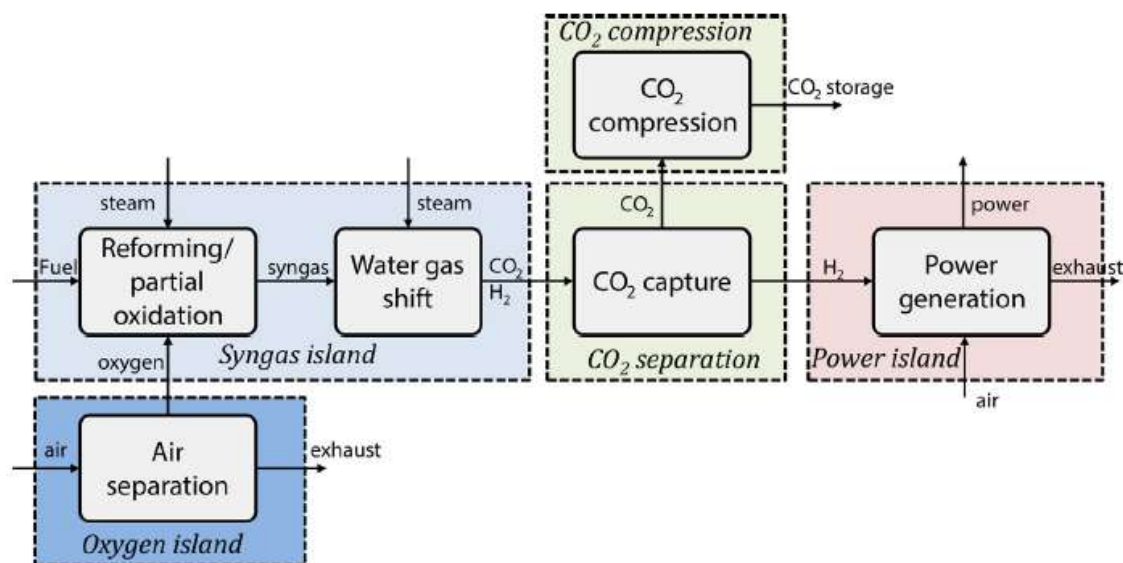 CO₂ compression
CO₂
compression
CO₂ storage
steam
steam
CO₂
power
Fuel
Reforming/
partial
oxidation
syngas
Water gas
shift
CO₂
H₂
CO₂ capture
H₂
Power
generation
exhaust
oxygen
Syngas island
CO₂ separation
Power island
air
air
Air
separation
exhaust
Oxygen island